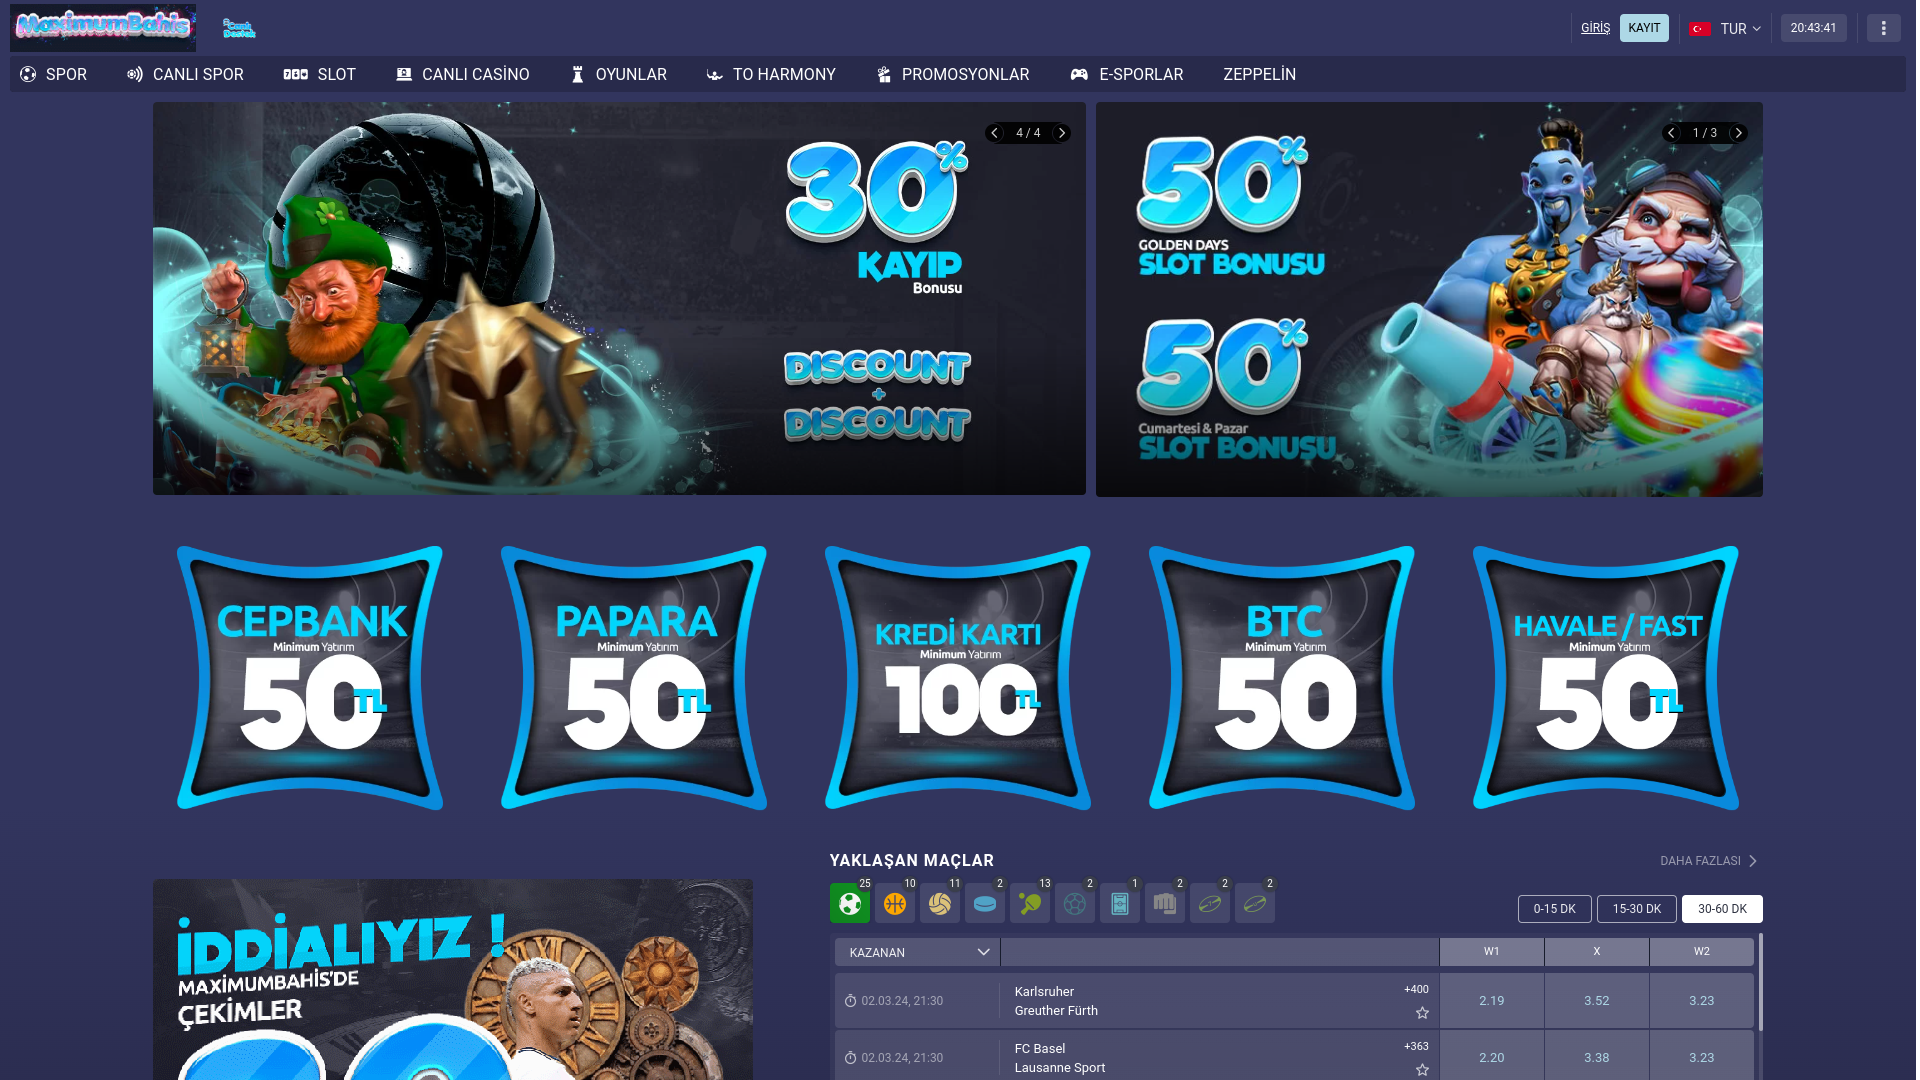 MaximumBahis
Canlı
Destek
GİRİŞ
KAYIT
TUR
20:43:41
SPOR
CANLI SPOR
SLOT
CANLI CASİNO
OYUNLAR
TO HARMONY
PROMOSYONLAR
E-SPORLAR
ZEPPELİN
4 / 4
30%
KAYIP
Bonusu
DISCOUNT
+
DISCOUNT
1 / 3
50%
GOLDEN DAYS
SLOT BONUSU
50%
Cumartesi & Pazar
SLOT BONUSU
CEPBANK
Minimum Yatırım
50 TL
PAPARA
Minimum Yatırım
50 TL
KREDİ KARTI
Minimum Yatırım
100 TL
BTC
Minimum Yatırım
50
HAVALE / FAST
Minimum Yatırım
50 TL
İDDİALIYIZ !
MAXİMUMBAHİS'DE
ÇEKİMLER
YAKLAŞAN MAÇLAR
DAHA FAZLASI
25
10
11
2
13
2
1
2
2
2
0-15 DK
15-30 DK
30-60 DK
KAZANAN
W1
X
W2
02.03.24, 21:30
Karlsruher
Greuther Fürth
+400
2.19
3.52
3.23
02.03.24, 21:30
FC Basel
Lausanne Sport
+363
2.20
3.38
3.23